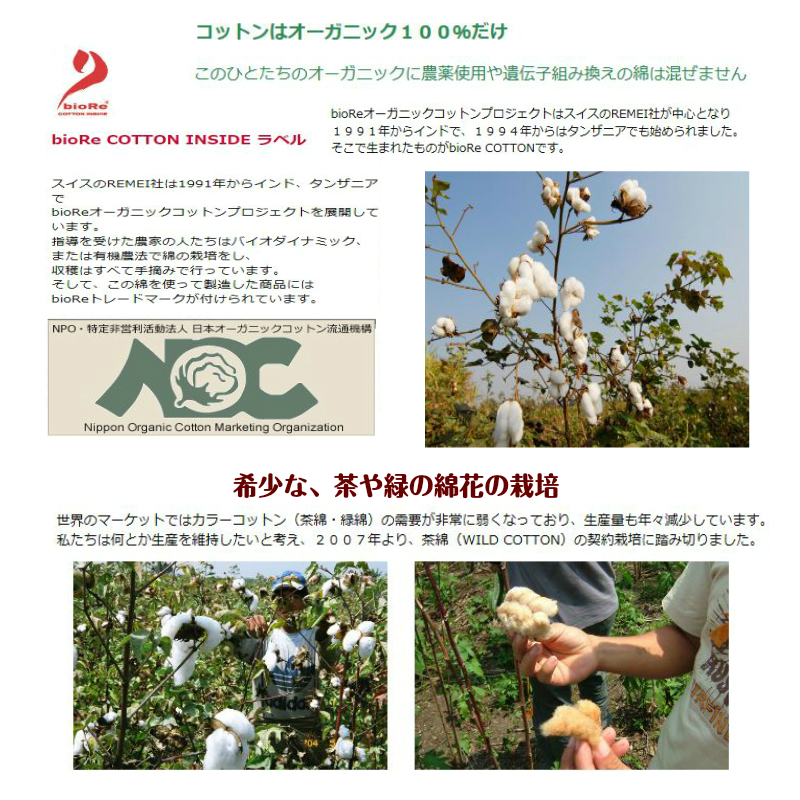 コットンはオーガニック１００%だけ
このひとたちのオーガニックに農薬使用や遺伝子組み換えの綿は混ぜません
bioRe®
COTTON INSIDE
bioRe COTTON INSIDE ラベル
bioReオーガニックコットンプロジェクトはスイスのREMEI社が中心となり
１９９１年からインドで、１９９４年からはタンザニアでも始められました。
そこで生まれたものがbioRe COTTONです。
スイスのREMEI社は1991年からインド、タンザニア
で
bioReオーガニックコットンプロジェクトを展開して
います。
指導を受けた農家の人たちはバイオダイナミック、
または有機農法で綿の栽培をし、
収穫はすべて手摘みで行っています。
そして、この綿を使って製造した商品には
bioReトレードマークが付けられています。
NPO・特定非営利活動法人 日本オーガニックコットン流通機構
NOC
Nippon Organic Cotton Marketing Organization
希少な、茶や緑の綿花の栽培
世界のマーケットではカラーコットン（茶綿・緑綿）の需要が非常に弱くなっており、生産量も年々減少しています。
私たちは何とか生産を維持したいと考え、２００７年より、茶綿（WILD COTTON）の契約栽培に踏み切りました。
adidas